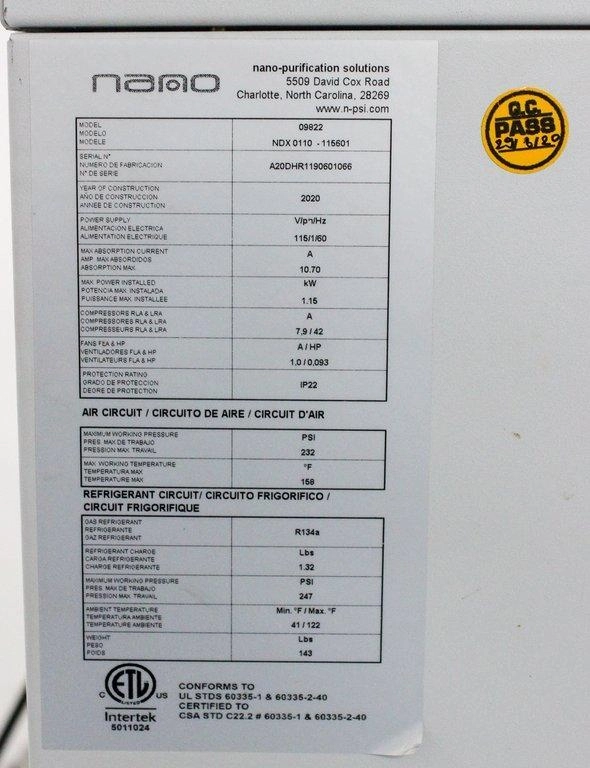 nano
nano-purification solutions
5509 David Cox Road
Charlotte, North Carolina, 28269
www.n-psi.com
Q.C.
PASS
29/8/20
MODEL
MODELO
MODELE
09822
NDX 0110 - 115601
SERIAL N°
NUMERO DE FABRICACION
N° DE SERIE
A20DHR1190601066
YEAR OF CONSTRUCTION
AÑO DE CONSTRUCCION
ANNEE DE CONSTRUCTION
2020
POWER SUPPLY
ALIMENTACION ELECTRICA
ALIMENTATION ELECTRIQUE
V/ph/Hz
115/1/60
MAX ABSORPTION CURRENT
AMP. MAX ABSORDIDOS
ABSORPTION MAX.
A
10.70
MAX POWER INSTALLED
POTENCIA MAX. INSTALADA
PUISSANCE MAX. INSTALLEE
kW
1.15
COMPRESSORS RLA & LRA
COMPRESSORES RLA & LRA
COMPRESSEURS RLA & LRA
A
7,9 / 42
FANS FLA & HP
VENTILADORES FLA & HP
VENTILATEURS FLA & HP
A / HP
1,0 / 0,093
PROTECTION RATING
GRADO DE PROTECCION
DEGRE DE PROTECTION
IP22
AIR CIRCUIT / CIRCUITO DE AIRE / CIRCUIT D'AIR
MAXIMUM WORKING PRESSURE
PRES. MAX DE TRABAJO
PRESSION MAX. TRAVAIL
PSI
232
MAX. WORKING TEMPERATURE
TEMPERATURA MAX
TEMPERATURE MAX
°F
158
REFRIGERANT CIRCUIT/ CIRCUITO FRIGORIFICO /
CIRCUIT FRIGORIFIQUE
GAS REFRIGERANT
REFRIGERANTE
GAZ REFRIGERANT
R134a
REFRIGERANT CHARGE
CARGA REFRIGERANTE
CHARGE REFRIGERANTE
Lbs
1.32
MAXIMUM WORKING PRESSURE
PRES. MAX DE TRABAJO
PRESSION MAX. TRAVAIL
PSI
247
AMBIENT TEMPERATURE
TEMPERATURA AMBIENTE
TEMPERATURE AMBIENTE
Min. °F / Max. °F
41 / 122
WEIGHT
PESO
POIDS
Lbs
143
C ETL US
LISTED
Intertek
5011024
CONFORMS TO
UL STDS 60335-1 & 60335-2-40
CERTIFIED TO
CSA STD C22.2 # 60335-1 & 60335-2-40